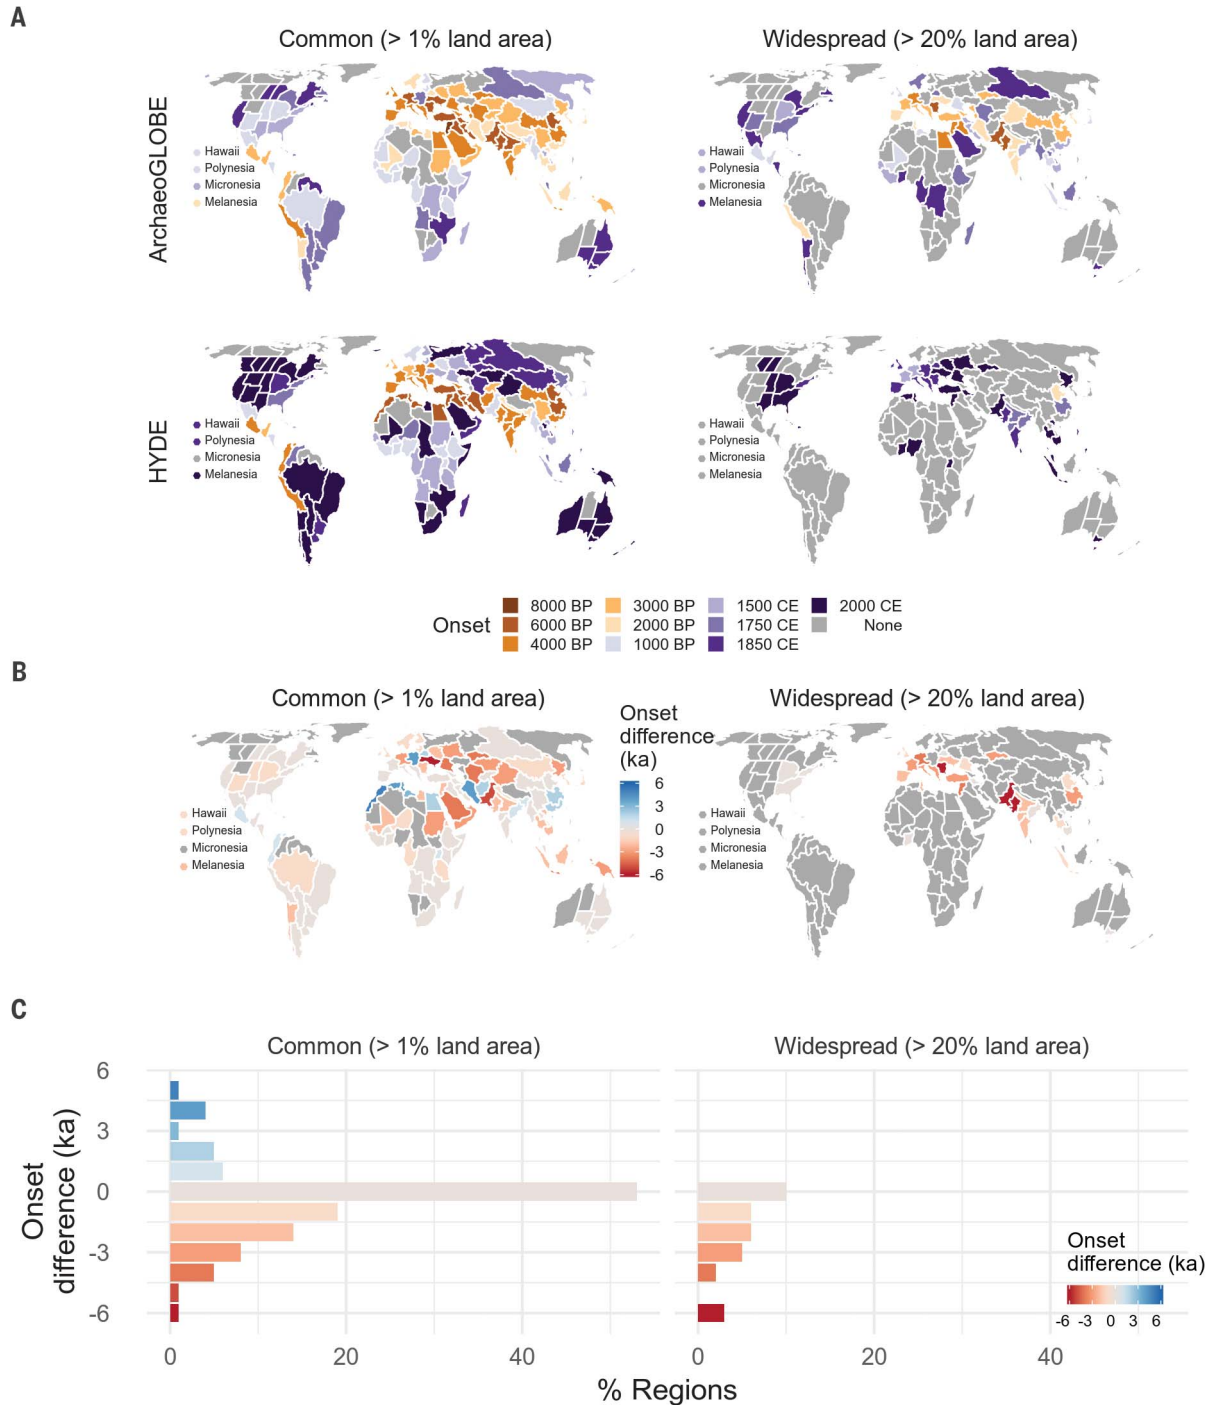 A
Common (> 1% land area)
Widespread (> 20% land area)
ArchaeoGLOBE
Hawaii
Polynesia
Micronesia
Melanesia
Hawaii
Polynesia
Micronesia
Melanesia
HYDE
Hawaii
Polynesia
Micronesia
Melanesia
Hawaii
Polynesia
Micronesia
Melanesia
Onset
8000 BP
6000 BP
4000 BP
3000 BP
2000 BP
1000 BP
1500 CE
1750 CE
1850 CE
2000 CE
None
B
Common (> 1% land area)
Widespread (> 20% land area)
Onset
difference
(ka)
6
3
0
-3
-6
Hawaii
Polynesia
Micronesia
Melanesia
Hawaii
Polynesia
Micronesia
Melanesia
C
Common (> 1% land area)
Widespread (> 20% land area)
Onset
difference (ka)
6
3
0
-3
-6
Onset
difference (ka)
-6 -3 0 3 6
0 20 40
0 20 40
% Regions